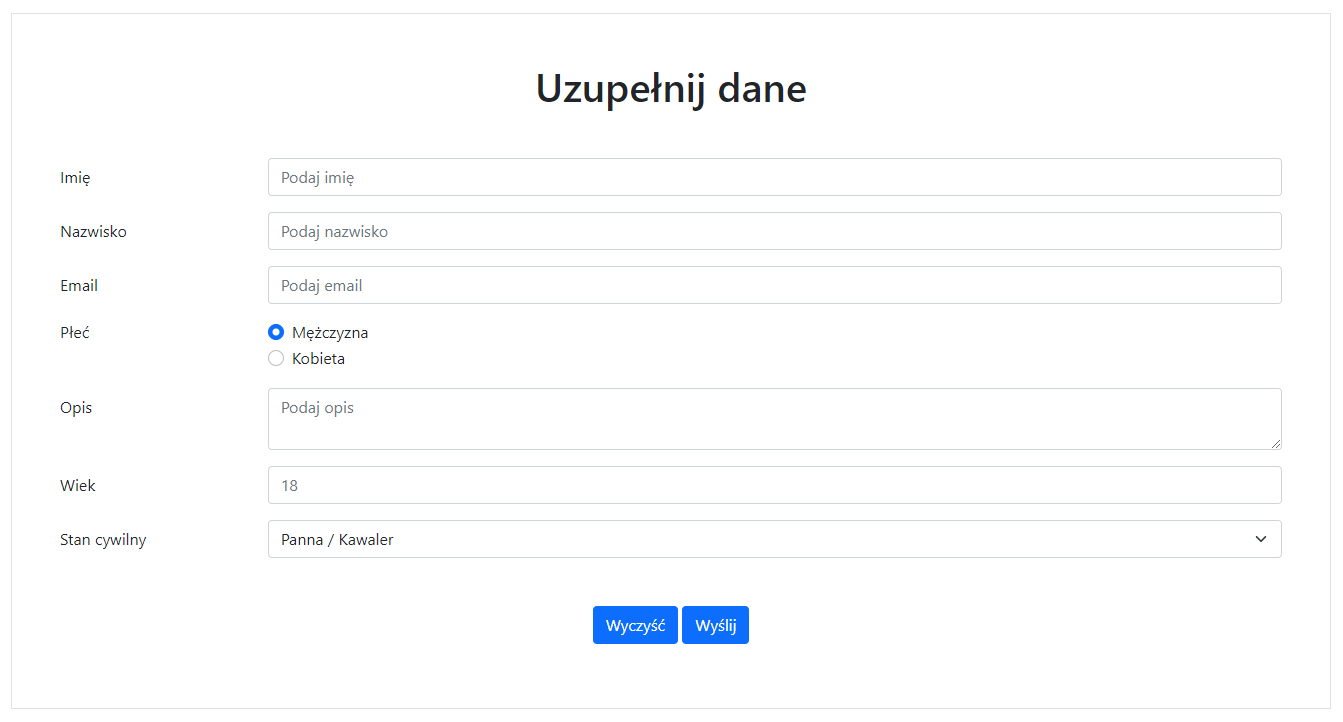 Uzupełnij dane
Imię
Podaj imię
Nazwisko
Podaj nazwisko
Email
Podaj email
Płeć
Mężczyzna
Kobieta
Opis
Podaj opis
Wiek
18
Stan cywilny
Panna / Kawaler
Wyczyść
Wyślij